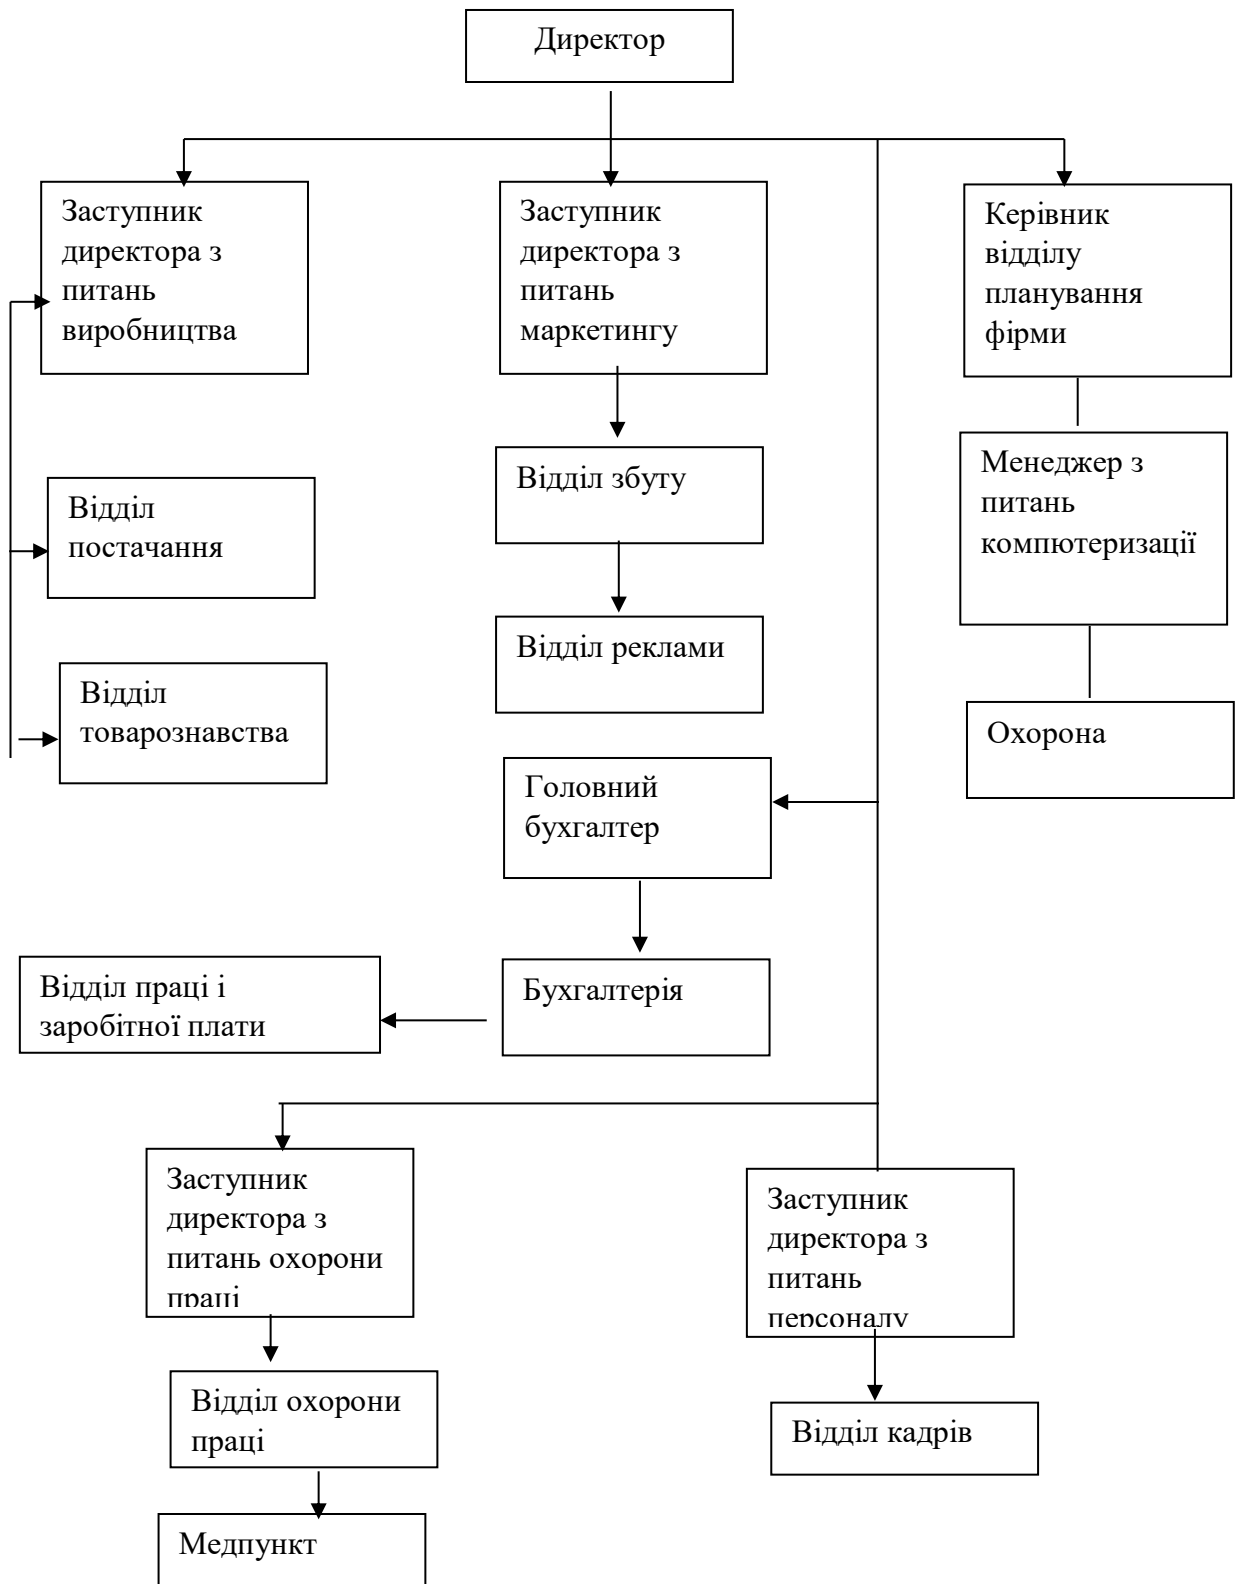 Директор
Заступник
директора з
питань
виробництва
Заступник
директора з
питань
маркетингу
Керівник
відділу
планування
фірми
Відділ збуту
Менеджер з
питань
компютеризації
Відділ
постачання
Відділ реклами
Відділ
товарознавства
Охорона
Головний
бухгалтер
Відділ праці і
заробітної плати
Бухгалтерія
Заступник
директора з
питань охорони
праці
Заступник
директора з
питань
персоналу
Відділ охорони
праці
Відділ кадрів
Медпункт